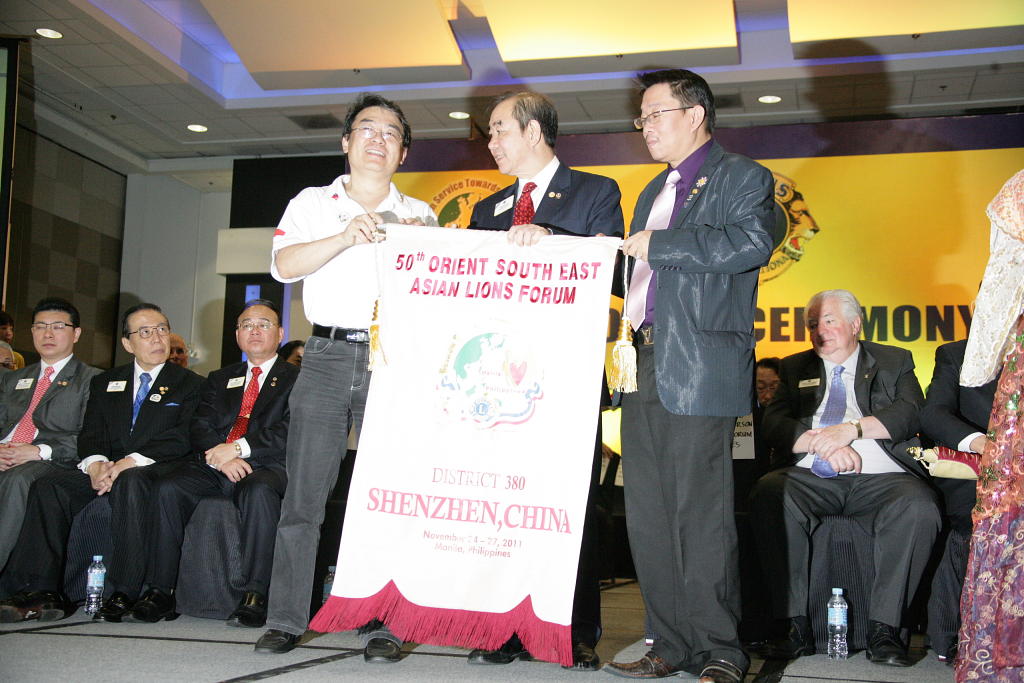 Service Towards
50th ORIENT SOUTH EAST
ASIAN LIONS FORUM
DISTRICT 380
SHENZHEN, CHINA
November 24 - 27, 2011
Manila, Philippines
CEREMONY